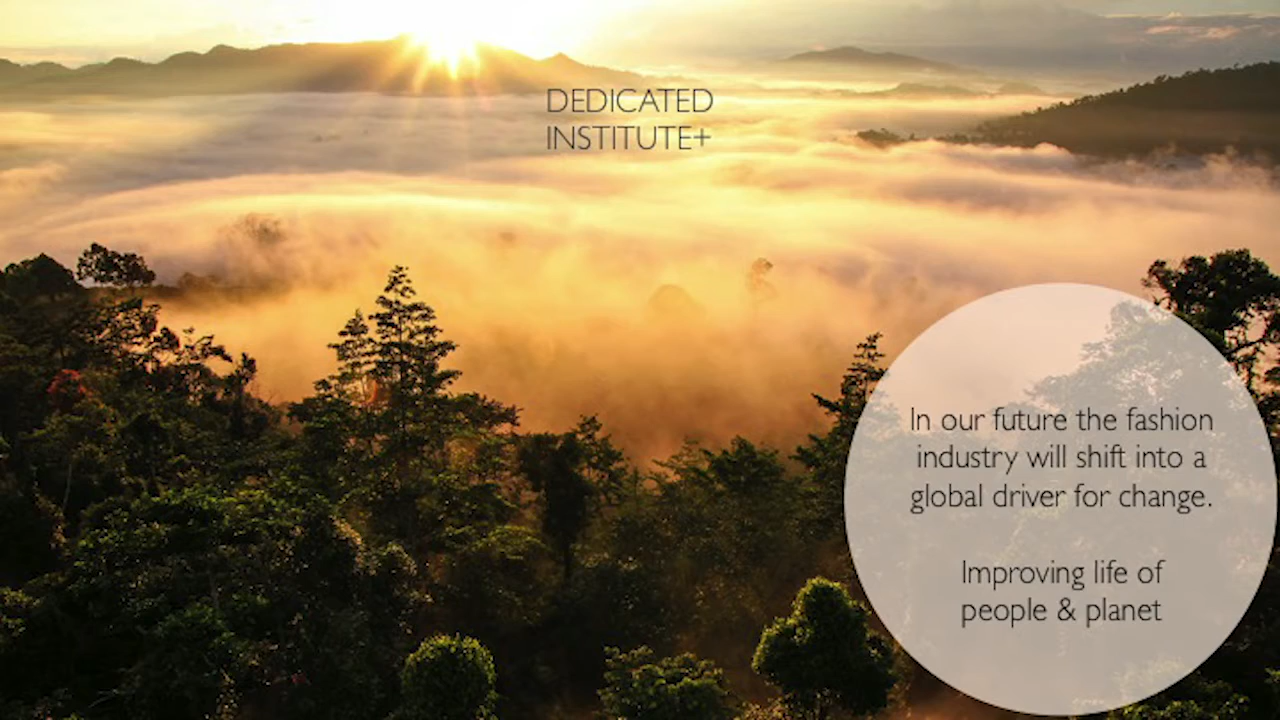 DEDICATED
INSTITUTE+
In our future the fashion
industry will shift into a
global driver for change.
Improving life of
people & planet